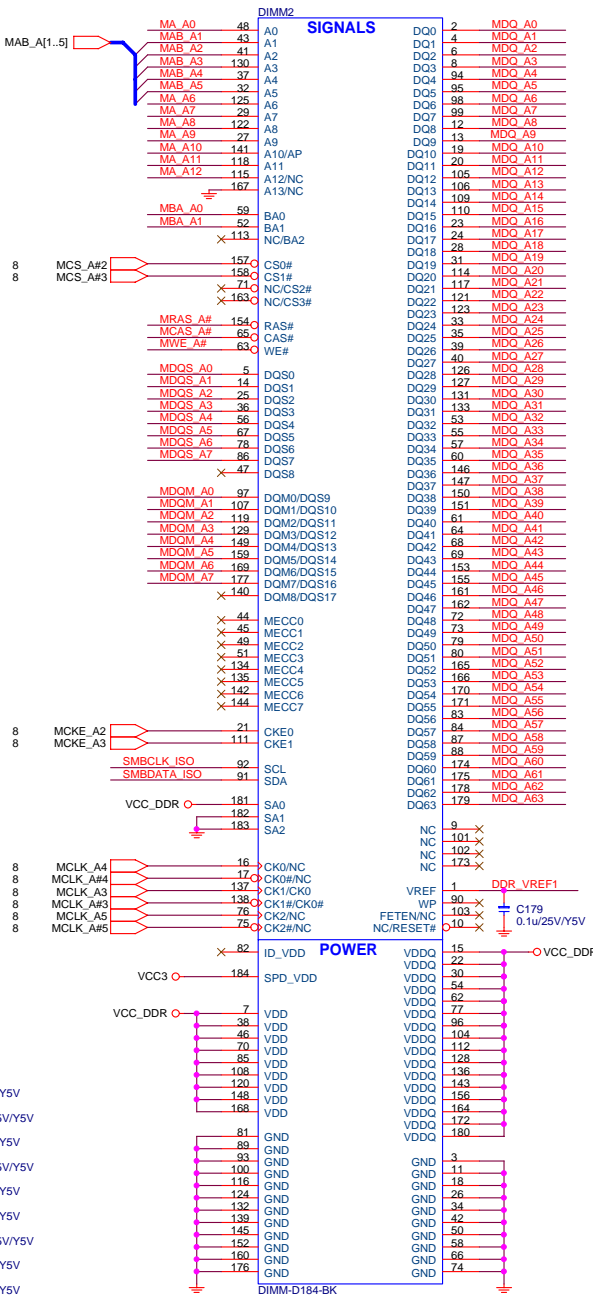 DIMM2
SIGNALS
MAB_A[1..5]
MA_A0 48 A0
MAB_A1 43 A1
MAB_A2 41 A2
MAB_A3 130 A3
MAB_A4 37 A4
MAB_A5 32 A5
MA_A6 125 A6
MA_A7 29 A7
MA_A8 122 A8
MA_A9 27 A9
MA_A10 141 A10/AP
MA_A11 118 A11
MA_A12 115 A12/NC
167 A13/NC
MBA_A0 59 BA0
MBA_A1 52 BA1
113 NC/BA2
8 MCS_A#2 157 CS0#
8 MCS_A#3 158 CS1#
71 NC/CS2#
163 NC/CS3#
MRAS_A# 154 RAS#
MCAS_A# 65 CAS#
MWE_A# 63 WE#
MDQS_A0 5 DQS0
MDQS_A1 14 DQS1
MDQS_A2 25 DQS2
MDQS_A3 36 DQS3
MDQS_A4 56 DQS4
MDQS_A5 67 DQS5
MDQS_A6 78 DQS6
MDQS_A7 86 DQS7
47 DQS8
MDQM_A0 97 DQM0/DQS9
MDQM_A1 107 DQM1/DQS10
MDQM_A2 119 DQM2/DQS11
MDQM_A3 129 DQM3/DQS12
MDQM_A4 149 DQM4/DQS13
MDQM_A5 159 DQM5/DQS14
MDQM_A6 169 DQM6/DQS15
MDQM_A7 177 DQM7/DQS16
140 DQM8/DQS17
44 MECC0
45 MECC1
49 MECC2
51 MECC3
134 MECC4
135 MECC5
142 MECC6
144 MECC7
8 MCKE_A2 21 CKE0
8 MCKE_A3 111 CKE1
SMBCLK_ISO 92 SCL
SMBDATA_ISO 91 SDA
VCC_DDR 181 SA0
182 SA1
183 SA2
8 MCLK_A4 16 CK0/NC
8 MCLK_A#4 17 CK0#/NC
8 MCLK_A3 137 CK1/CK0
8 MCLK_A#3 138 CK1#/CK0#
8 MCLK_A5 76 CK2/NC
8 MCLK_A#5 75 CK2#/NC
DQ0 2 MDQ_A0
DQ1 4 MDQ_A1
DQ2 6 MDQ_A2
DQ3 8 MDQ_A3
DQ4 94 MDQ_A4
DQ5 95 MDQ_A5
DQ6 98 MDQ_A6
DQ7 99 MDQ_A7
DQ8 12 MDQ_A8
DQ9 13 MDQ_A9
DQ10 19 MDQ_A10
DQ11 20 MDQ_A11
DQ12 105 MDQ_A12
DQ13 106 MDQ_A13
DQ14 109 MDQ_A14
DQ15 110 MDQ_A15
DQ16 23 MDQ_A16
DQ17 24 MDQ_A17
DQ18 28 MDQ_A18
DQ19 31 MDQ_A19
DQ20 114 MDQ_A20
DQ21 117 MDQ_A21
DQ22 121 MDQ_A22
DQ23 123 MDQ_A23
DQ24 33 MDQ_A24
DQ25 35 MDQ_A25
DQ26 39 MDQ_A26
DQ27 40 MDQ_A27
DQ28 126 MDQ_A28
DQ29 127 MDQ_A29
DQ30 131 MDQ_A30
DQ31 133 MDQ_A31
DQ32 53 MDQ_A32
DQ33 55 MDQ_A33
DQ34 57 MDQ_A34
DQ35 60 MDQ_A35
DQ36 146 MDQ_A36
DQ37 147 MDQ_A37
DQ38 150 MDQ_A38
DQ39 151 MDQ_A39
DQ40 61 MDQ_A40
DQ41 64 MDQ_A41
DQ42 68 MDQ_A42
DQ43 69 MDQ_A43
DQ44 153 MDQ_A44
DQ45 155 MDQ_A45
DQ46 161 MDQ_A46
DQ47 162 MDQ_A47
DQ48 72 MDQ_A48
DQ49 73 MDQ_A49
DQ50 79 MDQ_A50
DQ51 80 MDQ_A51
DQ52 165 MDQ_A52
DQ53 166 MDQ_A53
DQ54 170 MDQ_A54
DQ55 171 MDQ_A55
DQ56 83 MDQ_A56
DQ57 84 MDQ_A57
DQ58 87 MDQ_A58
DQ59 88 MDQ_A59
DQ60 174 MDQ_A60
DQ61 175 MDQ_A61
DQ62 178 MDQ_A62
DQ63 179 MDQ_A63
NC 9
NC 101
NC 102
NC 173
VREF 1 DDR_VREF1
WP 90
FETEN/NC 103
NC/RESET# 10
C179
0.1u/25V/Y5V
POWER
82 ID_VDD
VCC3 184 SPD_VDD
VCC_DDR 7 VDD
38 VDD
46 VDD
70 VDD
85 VDD
108 VDD
120 VDD
148 VDD
168 VDD
81 GND
89 GND
93 GND
100 GND
116 GND
124 GND
132 GND
139 GND
145 GND
152 GND
160 GND
176 GND
VDDQ 15 VCC_DDR
VDDQ 22
VDDQ 30
VDDQ 54
VDDQ 62
VDDQ 77
VDDQ 96
VDDQ 104
VDDQ 112
VDDQ 128
VDDQ 136
VDDQ 143
VDDQ 156
VDDQ 164
VDDQ 172
VDDQ 180
GND 3
GND 11
GND 18
GND 26
GND 34
GND 42
GND 50
GND 58
GND 66
GND 74
DIMM-D184-BK
Y5V
5V/Y5V
Y5V
5V/Y5V
Y5V
Y5V
5V/Y5V
Y5V
Y5V